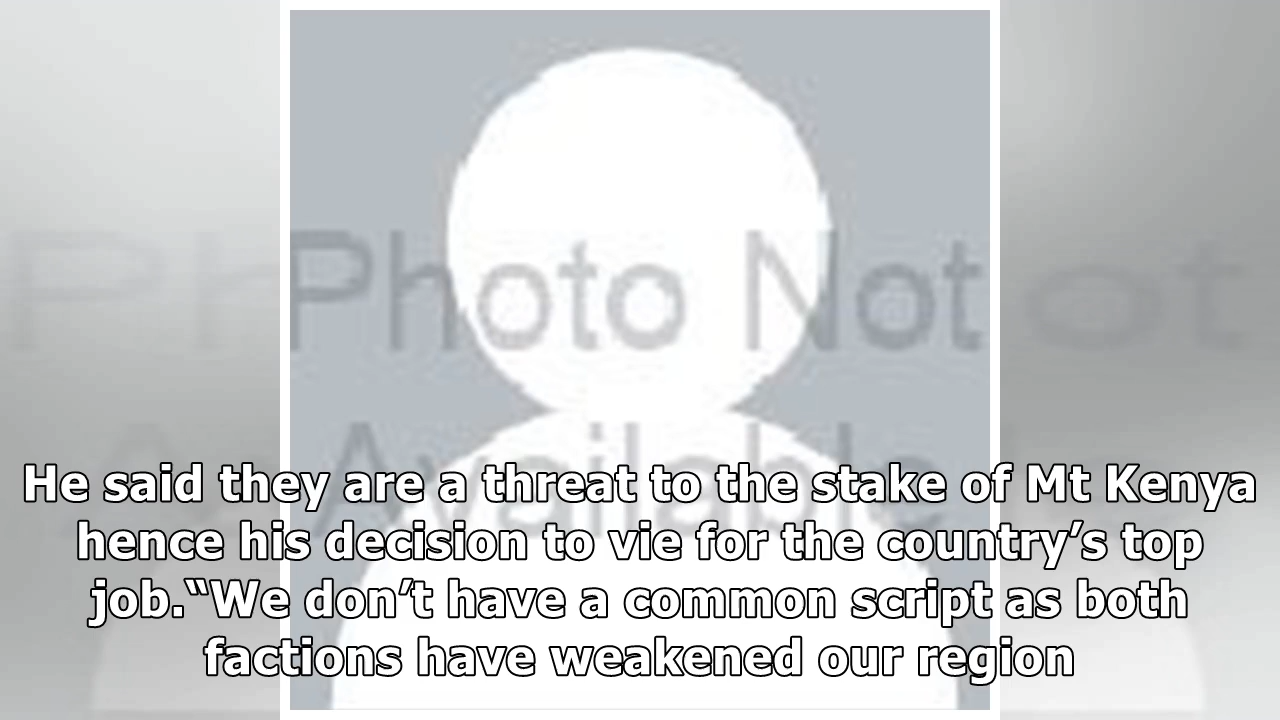 Photo Not
Available
He said they are a threat to the stake of Mt Kenya
hence his decision to vie for the country’s top
job.“We don’t have a common script as both
factions have weakened our region